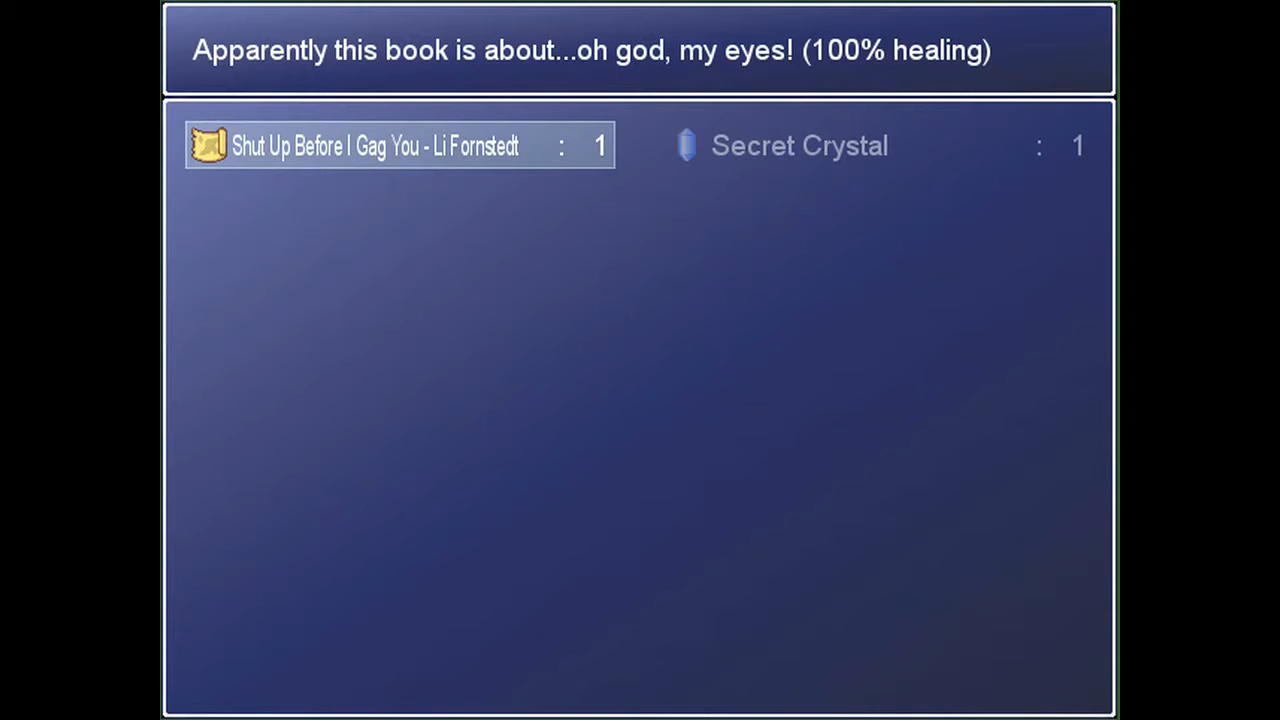 Apparently this book is about...oh god, my eyes! (100% healing)
Shut Up Before I Gag You - Li Fornstedt : 1
Secret Crystal : 1